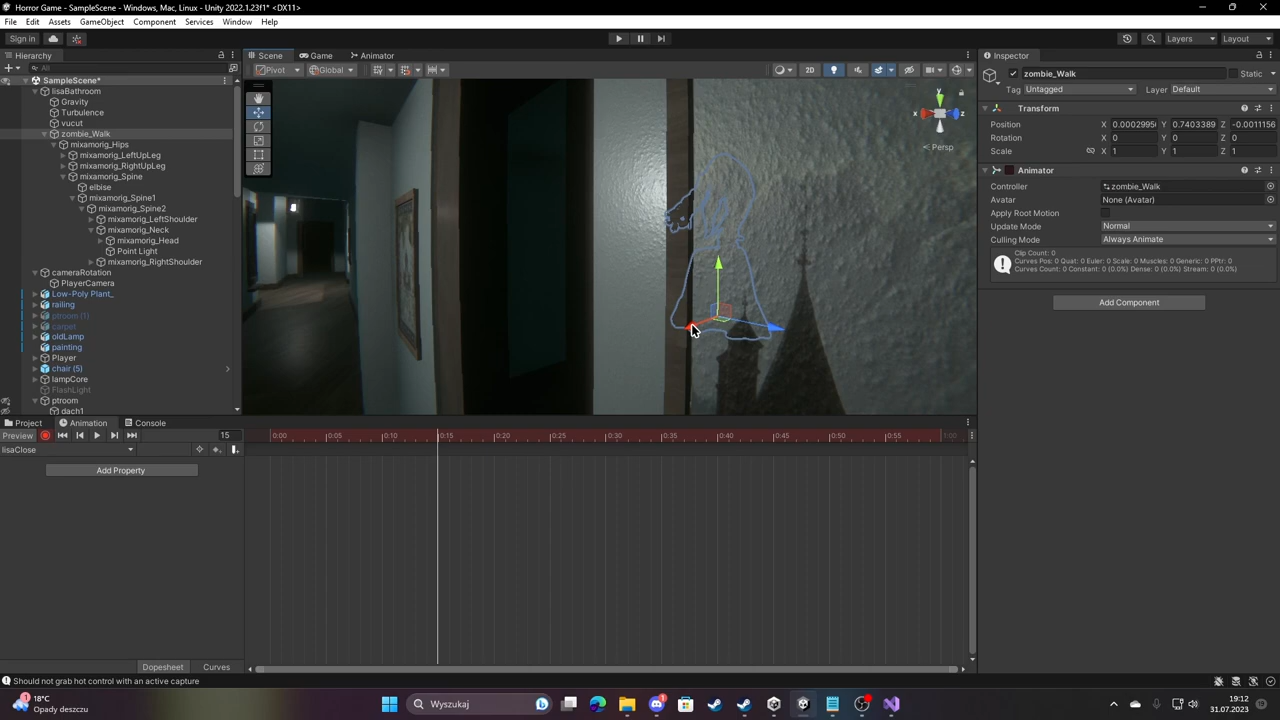 Horror Game - SampleScene - Windows, Mac, Linux - Unity 2022.1.23f1* <DX11>
File Edit Assets GameObject Component Services Window Help
Sign in
Layers
Layout
Hierarchy
All
SampleScene*
lisaBathroom
Gravity
Turbulence
vucut
zombie_Walk
mixamorig_Hips
mixamorig_LeftUpLeg
mixamorig_RightUpLeg
mixamorig_Spine
elbise
mixamorig_Spine1
mixamorig_Spine2
mixamorig_LeftShoulder
mixamorig_Neck
mixamorig_Head
Point Light
mixamorig_RightShoulder
cameraRotation
PlayerCamera
Low-Poly Plant_
railing
ptroom (1)
carpet
oldLamp
painting
Player
chair (5)
lampCore
FlashLight
ptroom
dach1
Scene
Game
Animator
Pivot
Global
2D
y
x
z
Persp
Inspector
zombie_Walk
Static
Tag Untagged
Layer Default
Transform
Position X 0.0002995 Y 0.7403389 Z -0.0011156
Rotation X 0 Y 0 Z 0
Scale X 1 Y 1 Z 1
Animator
Controller zombie_Walk
Avatar None (Avatar)
Apply Root Motion
Update Mode Normal
Culling Mode Always Animate
Clip Count: 0
Curves Pos: 0 Quat: 0 Euler: 0 Scale: 0 Muscles: 0 Generic: 0 PPtr: 0
Curves Count: 0 Constant: 0 (0.0%) Dense: 0 (0.0%) Stream: 0 (0.0%)
Add Component
Project
Animation
Console
Preview
15
0:00 0:05 0:10 0:15 0:20 0:25 0:30 0:35 0:40 0:45 0:50 0:55 1:00
lisaClose
Add Property
Dopesheet
Curves
Should not grab hot control with an active capture
1
18°C
Opady deszczu
Wyszukaj
1
19:12
31.07.2023